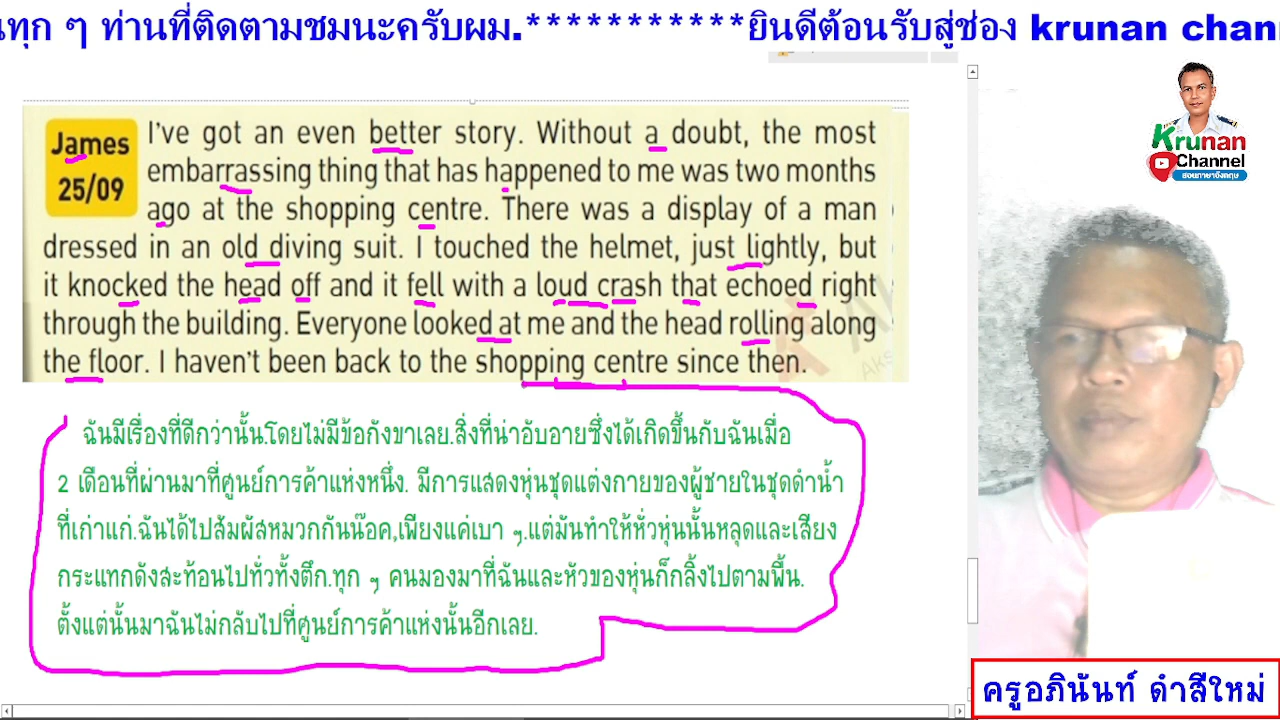 นทุก ๆ ท่านที่ติดตามชมนะครับผม.***********ยินดีต้อนรับสู่ช่อง krunan chann
Krunan
Channel
สอนภาษาอังกฤษ
James
25/09
I've got an even better story. Without a doubt, the most
embarrassing thing that has happened to me was two months
ago at the shopping centre. There was a display of a man
dressed in an old diving suit. I touched the helmet, just lightly, but
it knocked the head off and it fell with a loud crash that echoed right
through the building. Everyone looked at me and the head rolling along
the floor. I haven't been back to the shopping centre since then.
ฉันมีเรื่องที่ดีกว่านั้น.โดยไม่มีข้อกังขาเลย.สิ่งที่น่าอับอายซึ่งได้เกิดขึ้นกับฉันเมื่อ
2 เดือนที่ผ่านมาที่ศูนย์การค้าแห่งหนึ่ง. มีการแสดงหุ่นชุดแต่งกายของผู้ชายในชุดดำน้ำ
ที่เก่าแก่.ฉันได้ไปสัมผัสหมวกกันน๊อค,เพียงแค่เบา ๆ.แต่มันทำให้หั่วหุ่นนั้นหลุดและเสียง
กระแทกดังสะท้อนไปทั่วทั้งตึก.ทุก ๆ คนมองมาที่ฉันและหัวของหุ่นก็กลิ้งไปตามพื้น.
ตั้งแต่นั้นมาฉันไม่กลับไปที่ศูนย์การค้าแห่งนั้นอีกเลย.
ครูอภินันท์ ดำสีใหม่